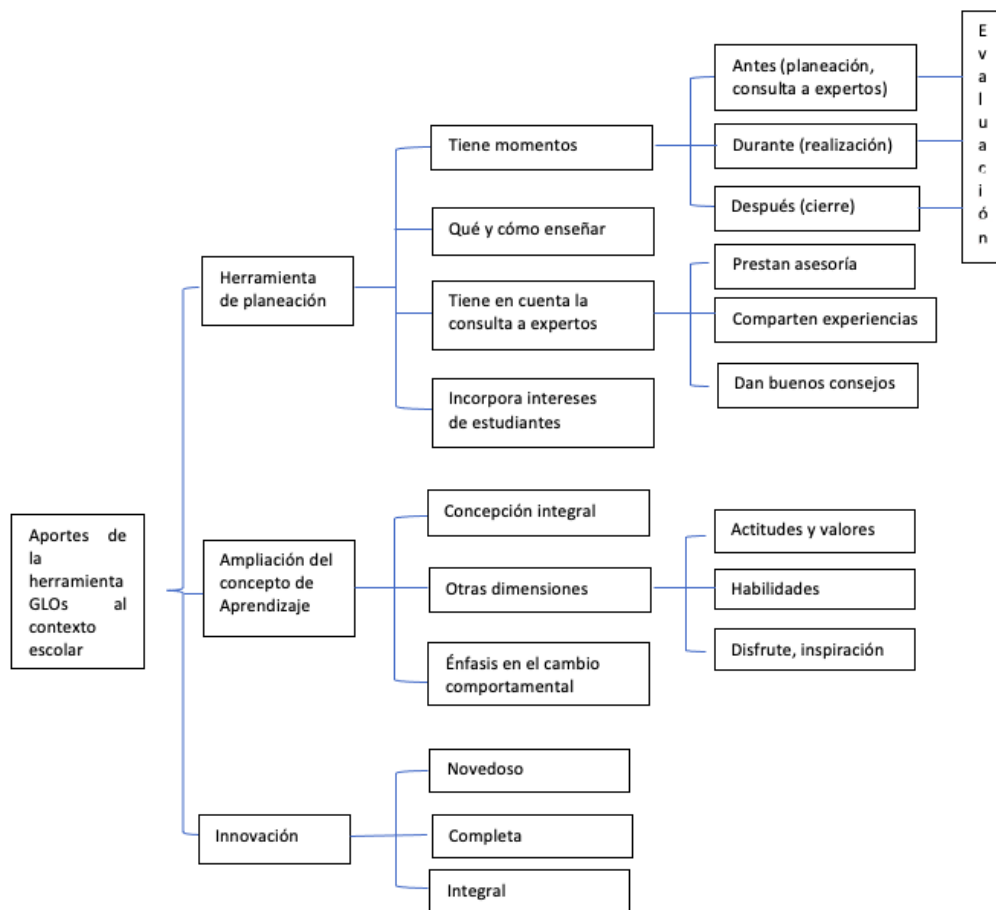 Aportes de
la
herramienta
GLOs al
contexto
escolar
Herramienta
de planeación
Tiene momentos
Antes (planeación,
consulta a expertos)
Durante (realización)
Después (cierre)
Evaluación
Qué y cómo enseñar
Tiene en cuenta la
consulta a expertos
Prestan asesoría
Comparten experiencias
Dan buenos consejos
Incorpora intereses
de estudiantes
Ampliación del
concepto de
Aprendizaje
Concepción integral
Otras dimensiones
Actitudes y valores
Habilidades
Disfrute, inspiración
Énfasis en el cambio
comportamental
Innovación
Novedoso
Completa
Integral